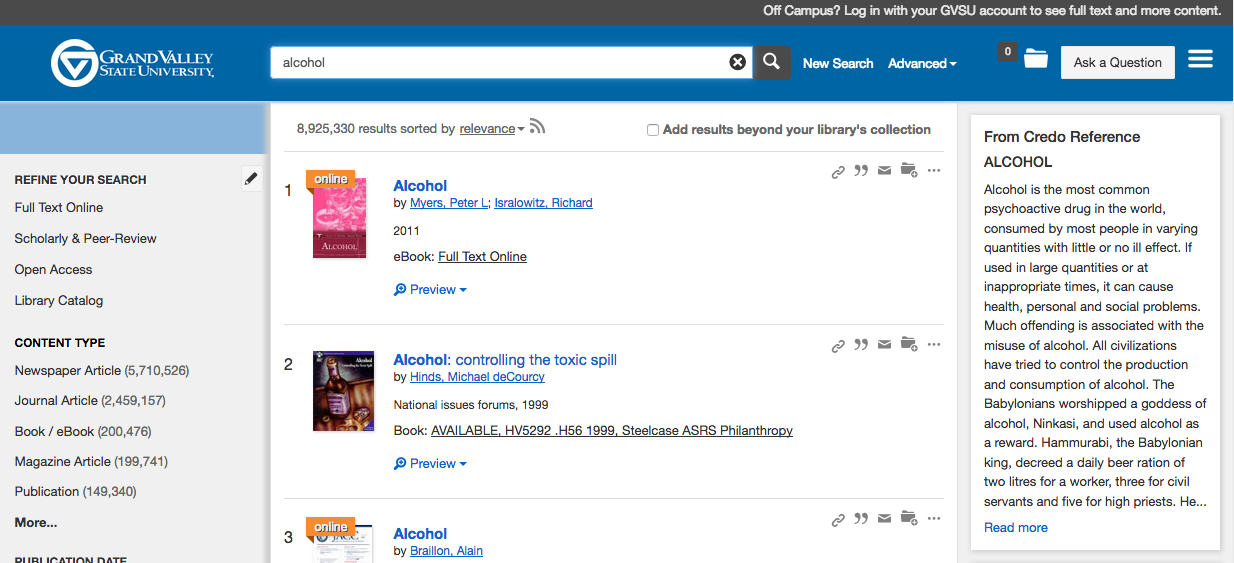 Off Campus? Log in with your GVSU account to see full text and more content.
GRAND VALLEY
STATE UNIVERSITY
alcohol
New Search
Advanced
0
Ask a Question
REFINE YOUR SEARCH
Full Text Online
Scholarly & Peer-Review
Open Access
Library Catalog
CONTENT TYPE
Newspaper Article (5,710,526)
Journal Article (2,459,157)
Book / eBook (200,476)
Magazine Article (199,741)
Publication (149,340)
More...
PUBLICATION DATE
8,925,330 results sorted by relevance
Add results beyond your library's collection
1
online
ALCOHOL
Alcohol
by Myers, Peter L; Isralowitz, Richard
2011
eBook: Full Text Online
Preview
2
Alcohol
Controlling the Toxic Spill
Alcohol: controlling the toxic spill
by Hinds, Michael deCourcy
National issues forums, 1999
Book: AVAILABLE, HV5292 .H56 1999, Steelcase ASRS Philanthropy
Preview
3
online
JACC
Alcohol
by Braillon, Alain
From Credo Reference
ALCOHOL
Alcohol is the most common
psychoactive drug in the world,
consumed by most people in varying
quantities with little or no ill effect. If
used in large quantities or at
inappropriate times, it can cause
health, personal and social problems.
Much offending is associated with the
misuse of alcohol. All civilizations
have tried to control the production
and consumption of alcohol. The
Babylonians worshipped a goddess of
alcohol, Ninkasi, and used alcohol as
a reward. Hammurabi, the Babylonian
king, decreed a daily beer ration of
two litres for a worker, three for civil
servants and five for high priests. He...
Read more